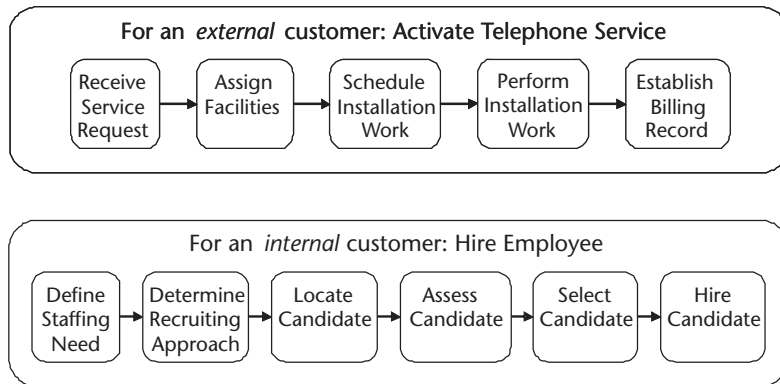 For an external customer: Activate Telephone Service
Receive
Service
Request
Assign
Facilities
Schedule
Installation
Work
Perform
Installation
Work
Establish
Billing
Record
For an internal customer: Hire Employee
Define
Staffing
Need
Determine
Recruiting
Approach
Locate
Candidate
Assess
Candidate
Select
Candidate
Hire
Candidate